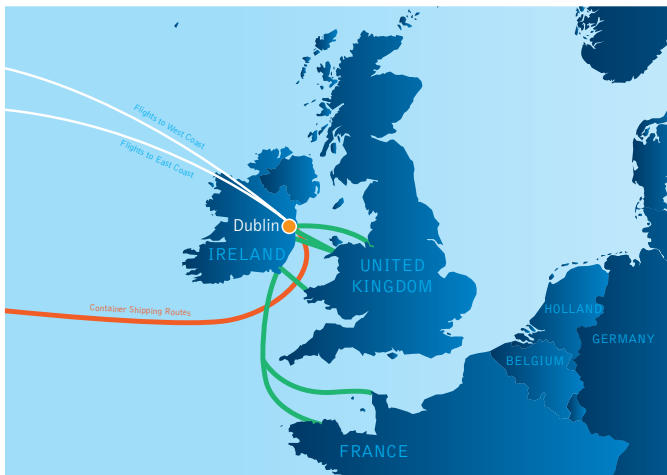 Flights to West Coast
Flights to East Coast
Dublin
IRELAND
UNITED
KINGDOM
Container Shipping Routes
HOLLAND
GERMANY
BELGIUM
FRANCE